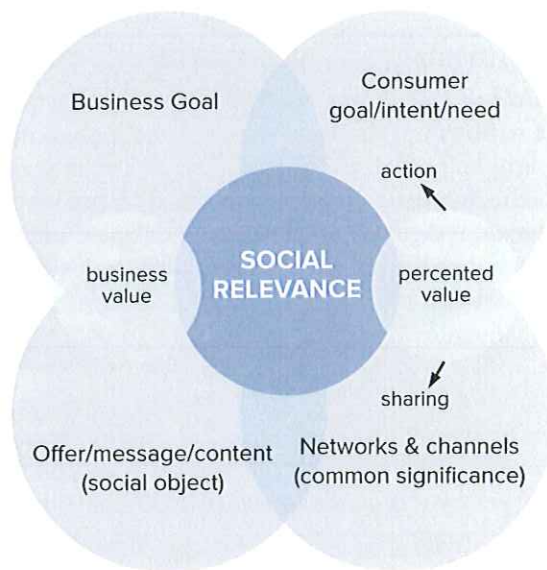 Business Goal
Consumer
goal/intent/need
action
SOCIAL
RELEVANCE
business
value
percented
value
sharing
Offer/message/content
(social object)
Networks & channels
(common significance)